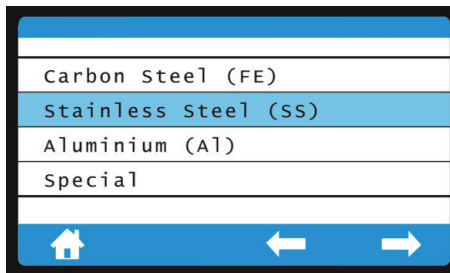 Carbon Steel (FE)
Stainless Steel (SS)
Aluminium (Al)
Special